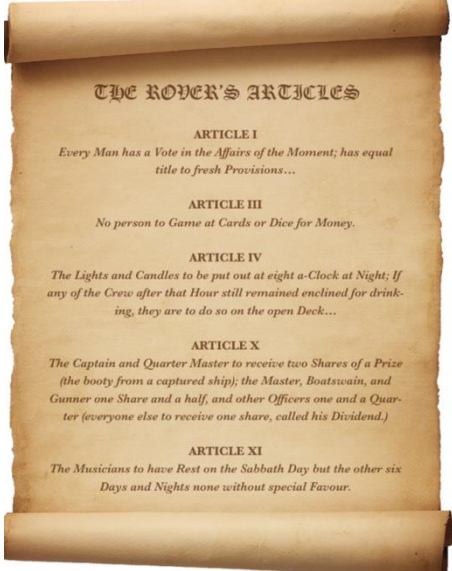 THE ROVER'S ARTICLES
ARTICLE I
Every Man has a Vote in the Affairs of the Moment; has equal
title to fresh Provisions…
ARTICLE III
No person to Game at Cards or Dice for Money.
ARTICLE IV
The Lights and Candles to be put out at eight a-Clock at Night; If
any of the Crew after that Hour still remained enclined for drink-
ing, they are to do so on the open Deck…
ARTICLE X
The Captain and Quarter Master to receive two Shares of a Prize
(the booty from a captured ship); the Master, Boatswain, and
Gunner one Share and a half, and other Officers one and a Quar-
ter (everyone else to receive one share, called his Dividend.)
ARTICLE XI
The Musicians to have Rest on the Sabbath Day but the other six
Days and Nights none without special Favour.